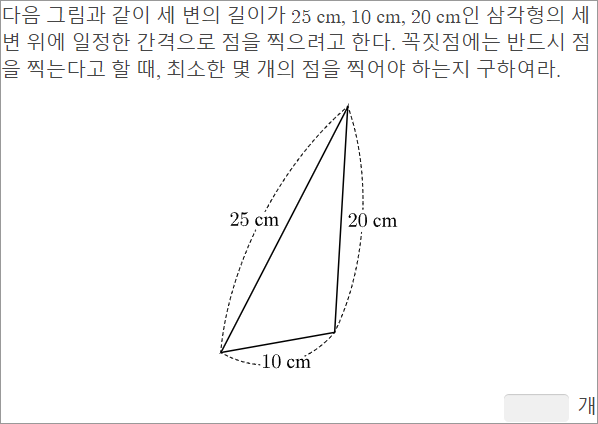 다음 그림과 같이 세 변의 길이가 25 cm, 10 cm, 20 cm인 삼각형의 세
변 위에 일정한 간격으로 점을 찍으려고 한다. 꼭짓점에는 반드시 점
을 찍는다고 할 때, 최소한 몇 개의 점을 찍어야 하는지 구하여라.
25 cm
20 cm
10 cm
개